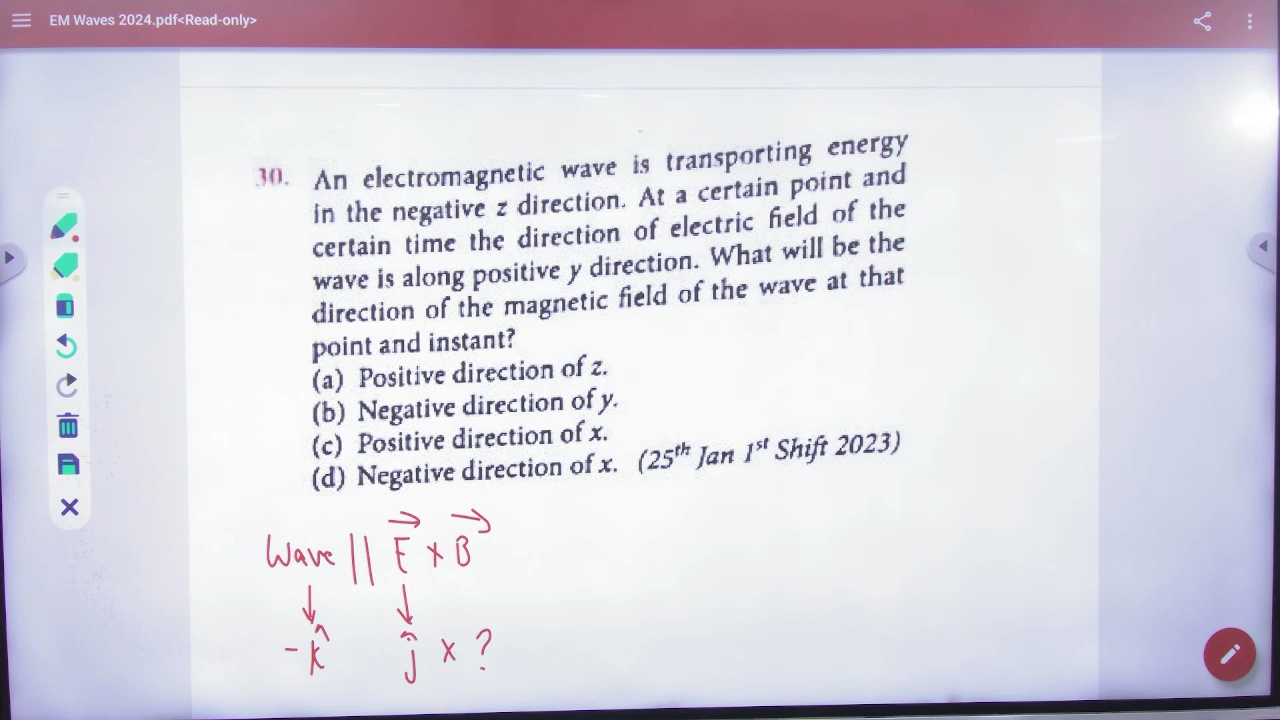 EM Waves 2024.pdf<Read-only>
30. An electromagnetic wave is transporting energy
in the negative z direction. At a certain point and
certain time the direction of electric field of the
wave is along positive y direction. What will be the
direction of the magnetic field of the wave at that
point and instant?
(a) Positive direction of z.
(b) Negative direction of y.
(c) Positive direction of x.
(d) Negative direction of x. (25th Jan 1st Shift 2023)
Wave || E × B
-k̂ ĵ × ?